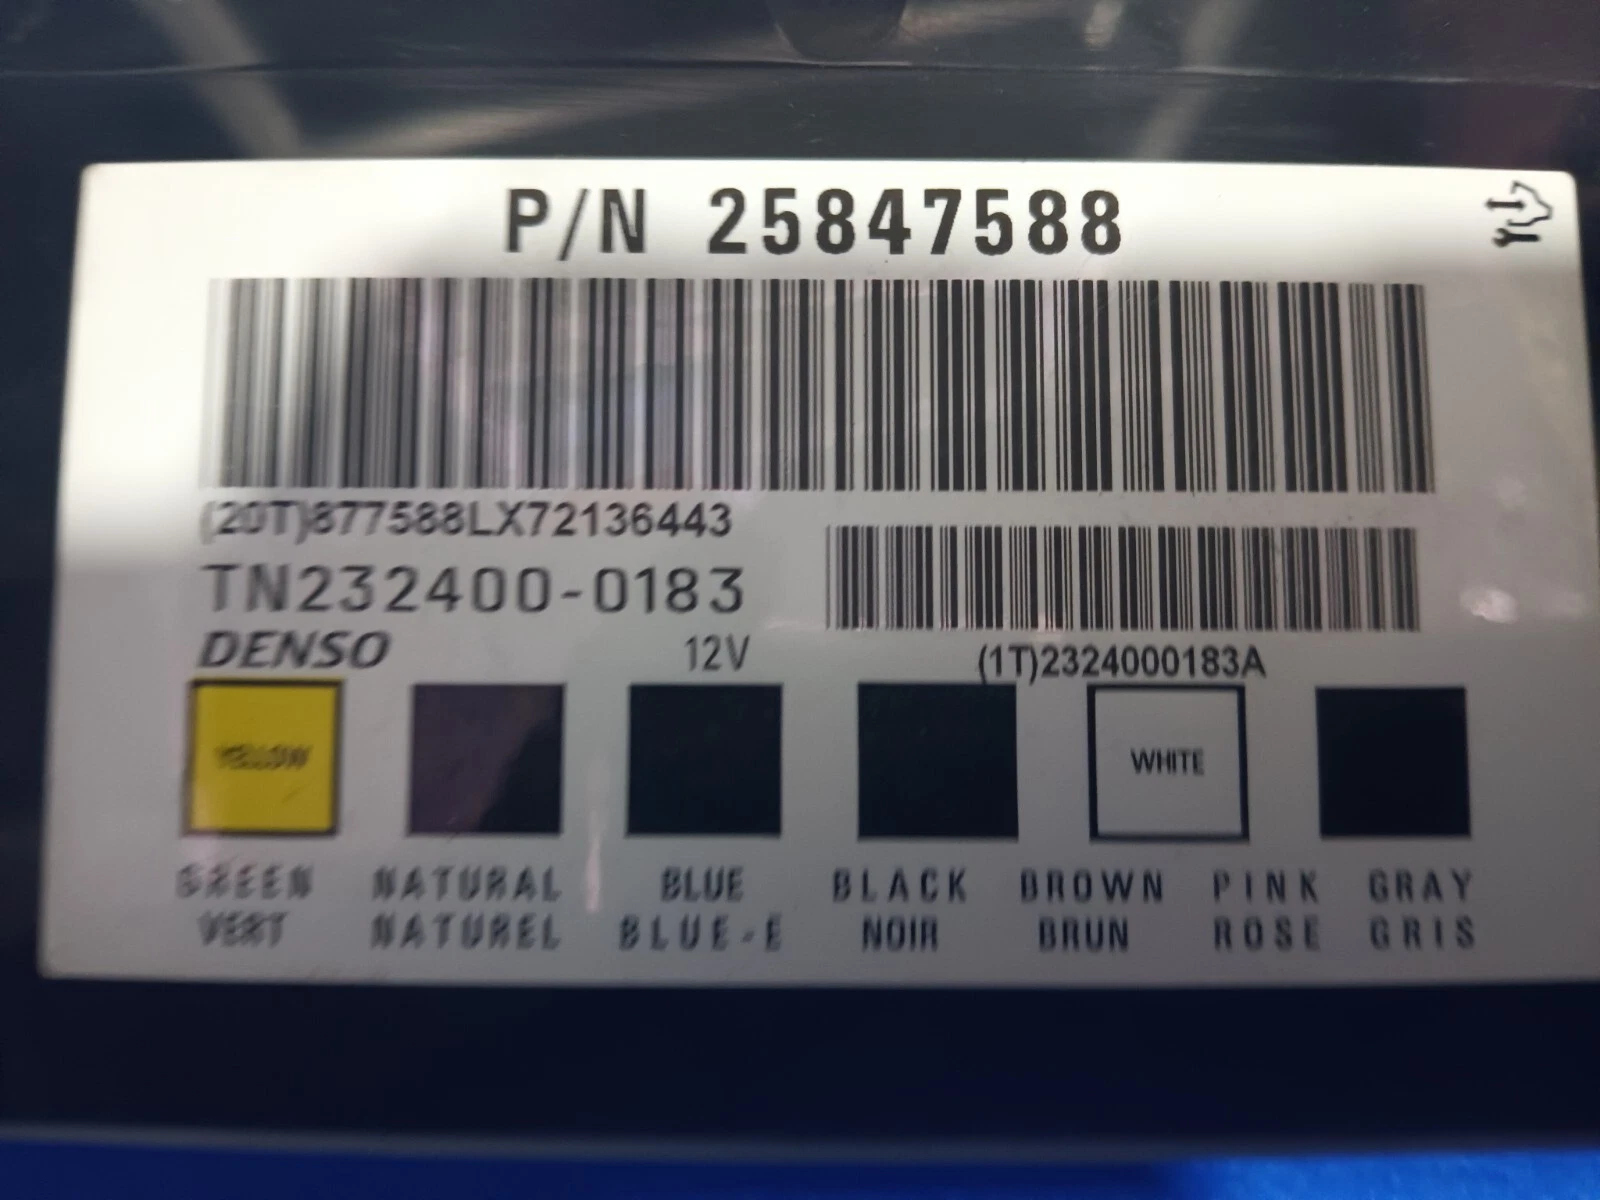 P/N 25847588
(20T)877588LX72136443
TN232400-0183
DENSO 12V (1T)2324000183A
YELLOW WHITE
GREEN NATURAL BLUE BLACK BROWN PINK GRAY
VERT NATUREL BLUE-E NOIR BRUN ROSE GRIS